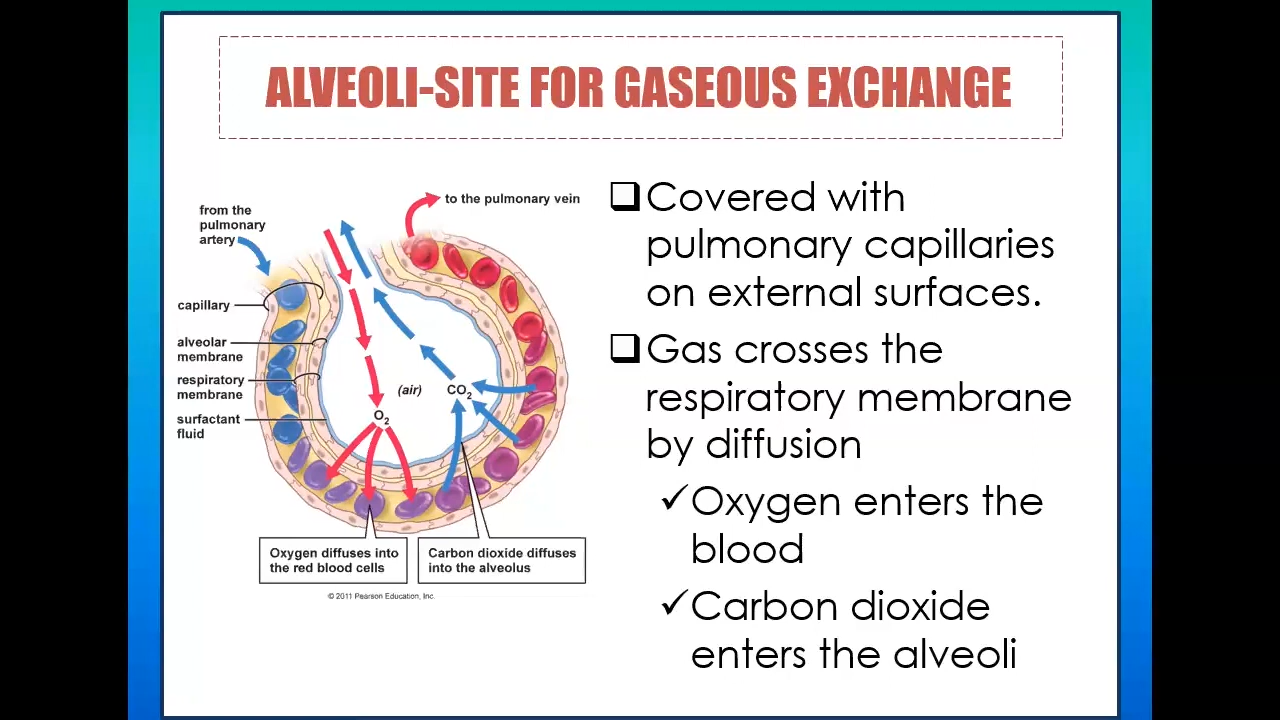 ALVEOLI-SITE FOR GASEOUS EXCHANGE
from the
pulmonary
artery
to the pulmonary vein
capillary
alveolar
membrane
respiratory
membrane
surfactant
fluid
(air)
O2
CO2
Oxygen diffuses into
the red blood cells
Carbon dioxide diffuses
into the alveolus
© 2011 Pearson Education, Inc.
Covered with
pulmonary capillaries
on external surfaces.
Gas crosses the
respiratory membrane
by diffusion
Oxygen enters the
blood
Carbon dioxide
enters the alveoli